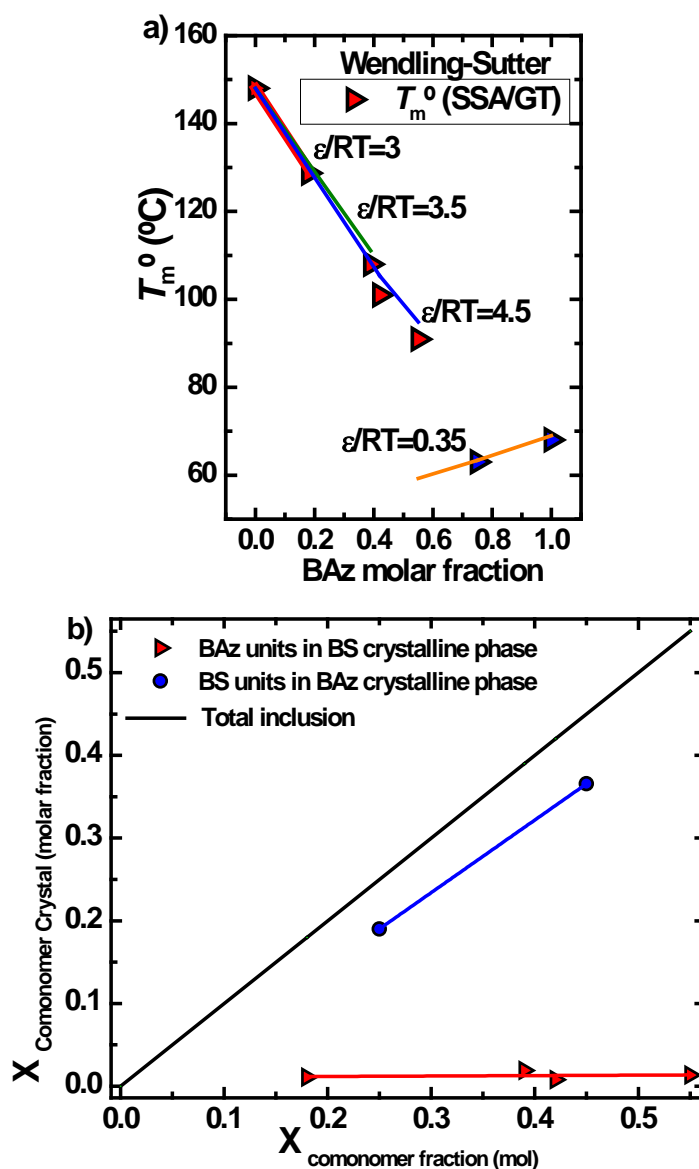 a)
Wendling-Sutter
Tmº (SSA/GT)
160
140
120
100
80
60
ε/RT=3
ε/RT=3.5
ε/RT=4.5
ε/RT=0.35
Tmº (ºC)
0.0 0.2 0.4 0.6 0.8 1.0
BAz molar fraction
b)
BAz units in BS crystalline phase
BS units in BAz crystalline phase
Total inclusion
0.5
0.4
0.3
0.2
0.1
0.0
X Comonomer Crystal (molar fraction)
0.0 0.1 0.2 0.3 0.4 0.5
X comonomer fraction (mol)